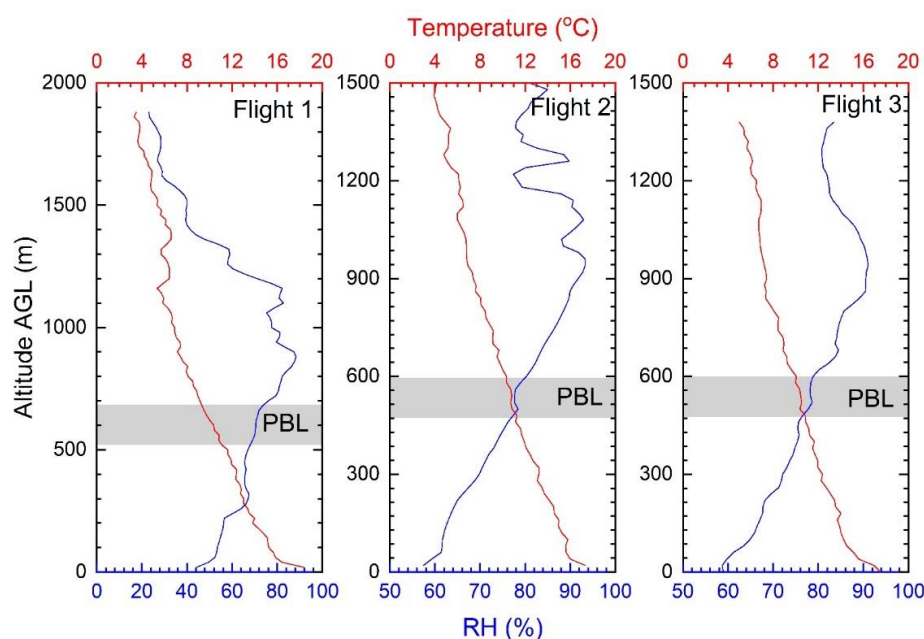 Temperature (°C)
0 4 8 12 16 20 0 4 8 12 16 20 0 4 8 12 16 20
2000 1500 1500
Flight 1 Flight 2 Flight 3
1500 1200 1200
Altitude AGL (m)
1000 900 900
600 600
PBL PBL PBL
500 300 300
0 0 0
0 20 40 60 80 100 50 60 70 80 90 100 50 60 70 80 90 100
RH (%)